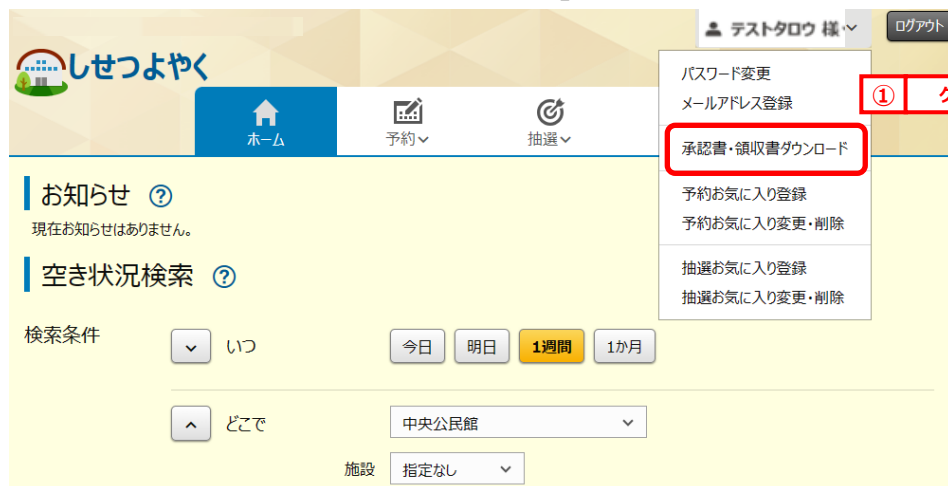 テストタロウ 様
ログアウト
しせつよやく
パスワード変更
メールアドレス登録
①
承認書・領収書ダウンロード
予約お気に入り登録
予約お気に入り変更・削除
抽選お気に入り登録
抽選お気に入り変更・削除
ホーム
予約
抽選
お知らせ ?
現在お知らせはありません。
空き状況検索 ?
検索条件
いつ
今日 明日 1週間 1か月
どこで
中央公民館
施設 指定なし